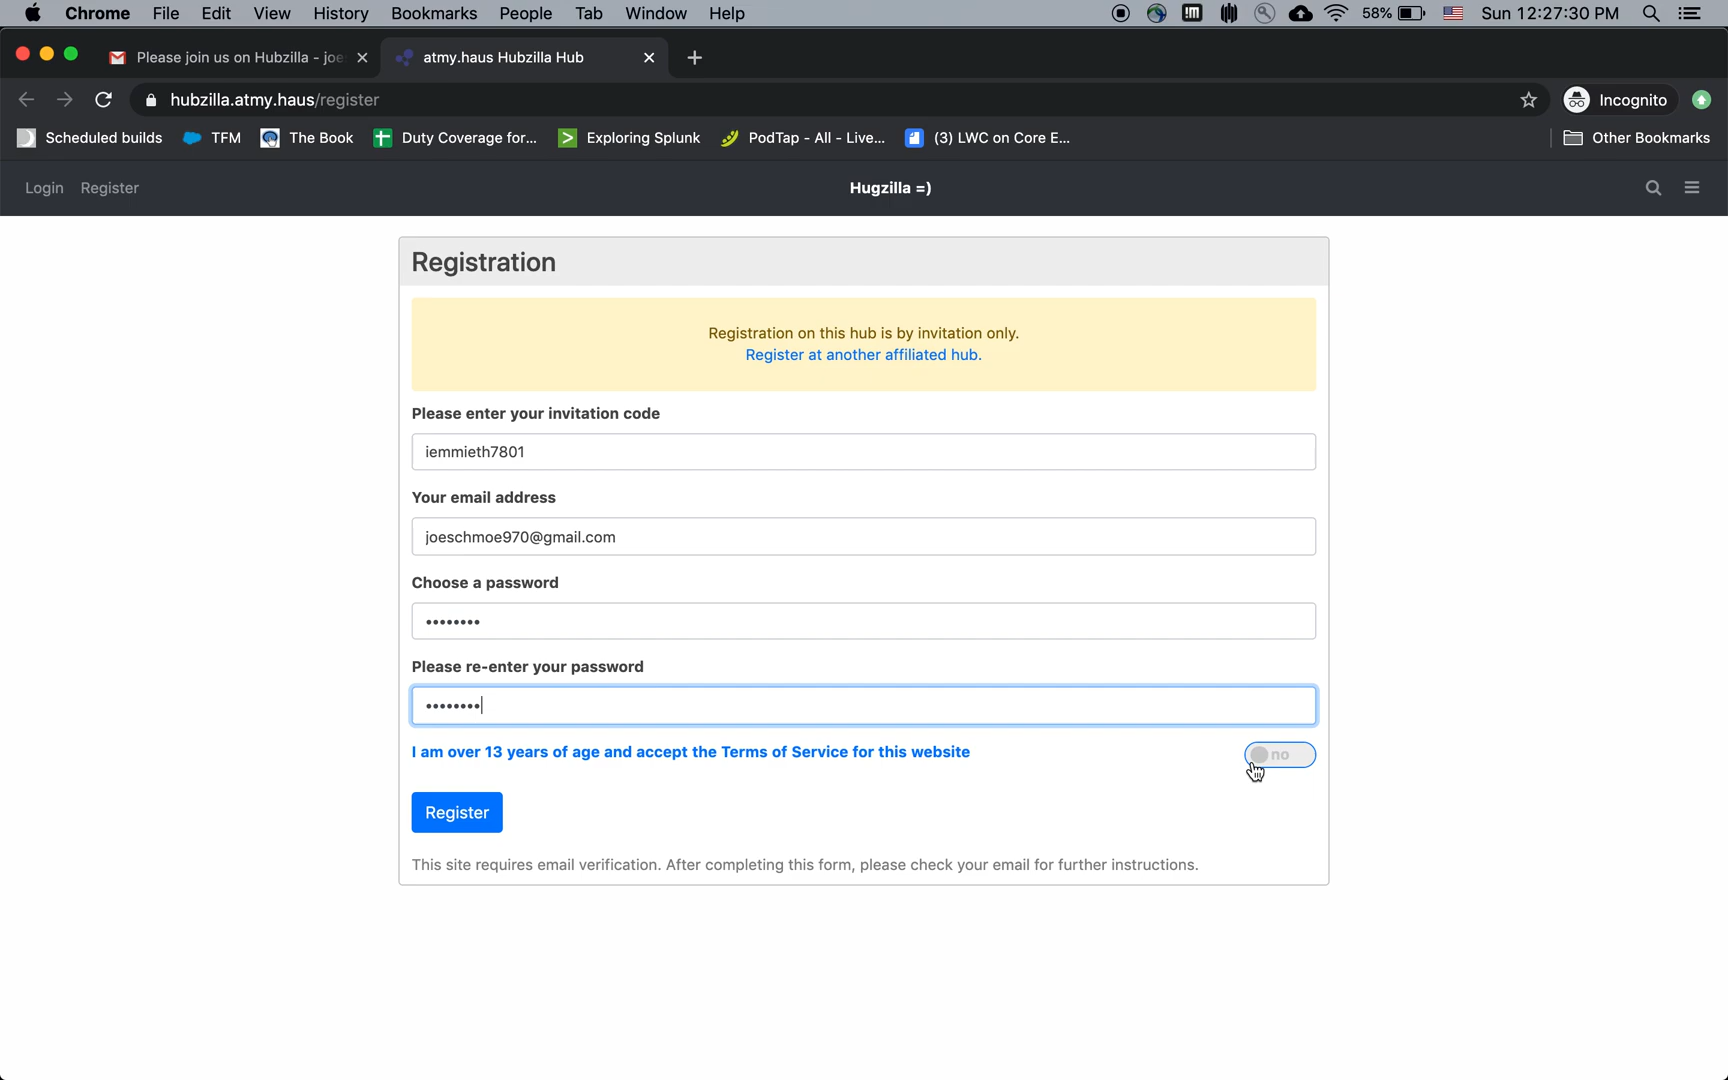 Chrome File Edit View History Bookmarks People Tab Window Help 58% Sun 12:27:30 PM
Please join us on Hubzilla - joe atmy.haus Hubzilla Hub
hubzilla.atmy.haus/register Incognito
Scheduled builds TFM The Book Duty Coverage for... Exploring Splunk PodTap - All - Live... (3) LWC on Core E... Other Bookmarks
Login Register Hugzilla =)
Registration
Registration on this hub is by invitation only.
Register at another affiliated hub.
Please enter your invitation code
iemmieth7801
Your email address
joeschmoe970@gmail.com
Choose a password
••••••••
Please re-enter your password
••••••••
I am over 13 years of age and accept the Terms of Service for this website no
Register
This site requires email verification. After completing this form, please check your email for further instructions.